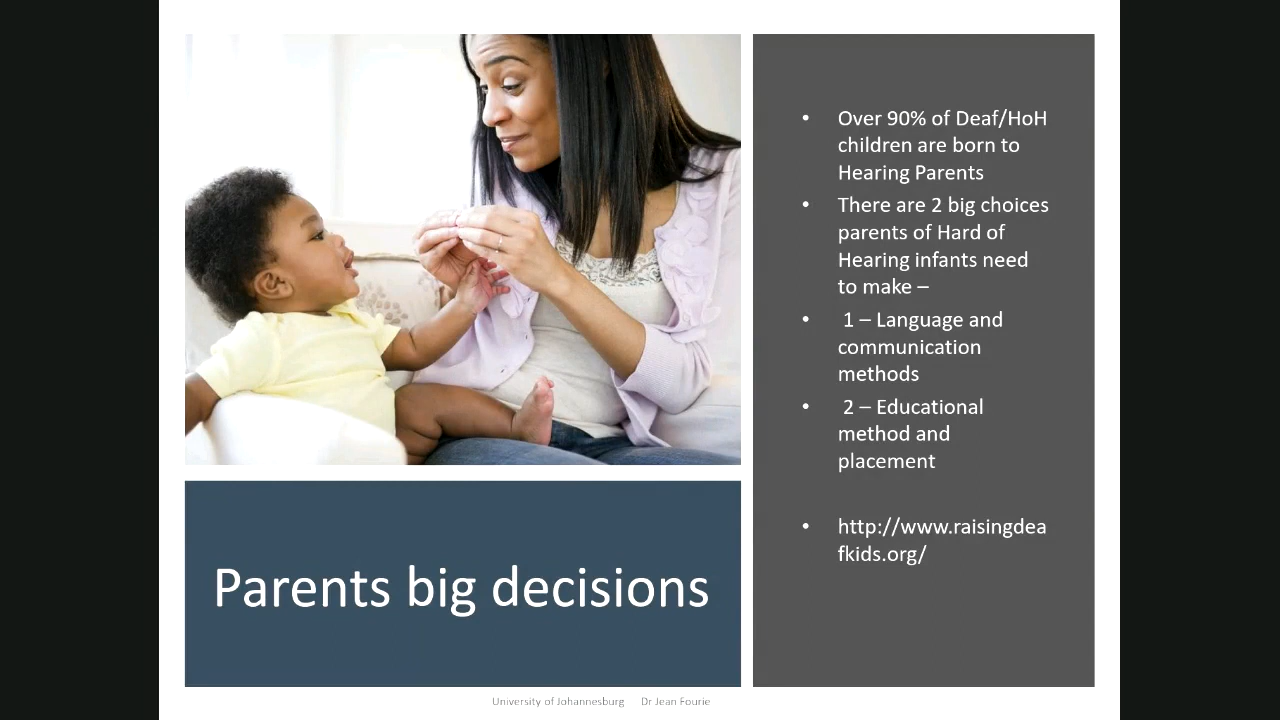 • Over 90% of Deaf/HoH
children are born to
Hearing Parents
• There are 2 big choices
parents of Hard of
Hearing infants need
to make –
• 1 – Language and
communication
methods
• 2 – Educational
method and
placement
• http://www.raisingdea
fkids.org/
Parents big decisions
University of Johannesburg Dr Jean Fourie